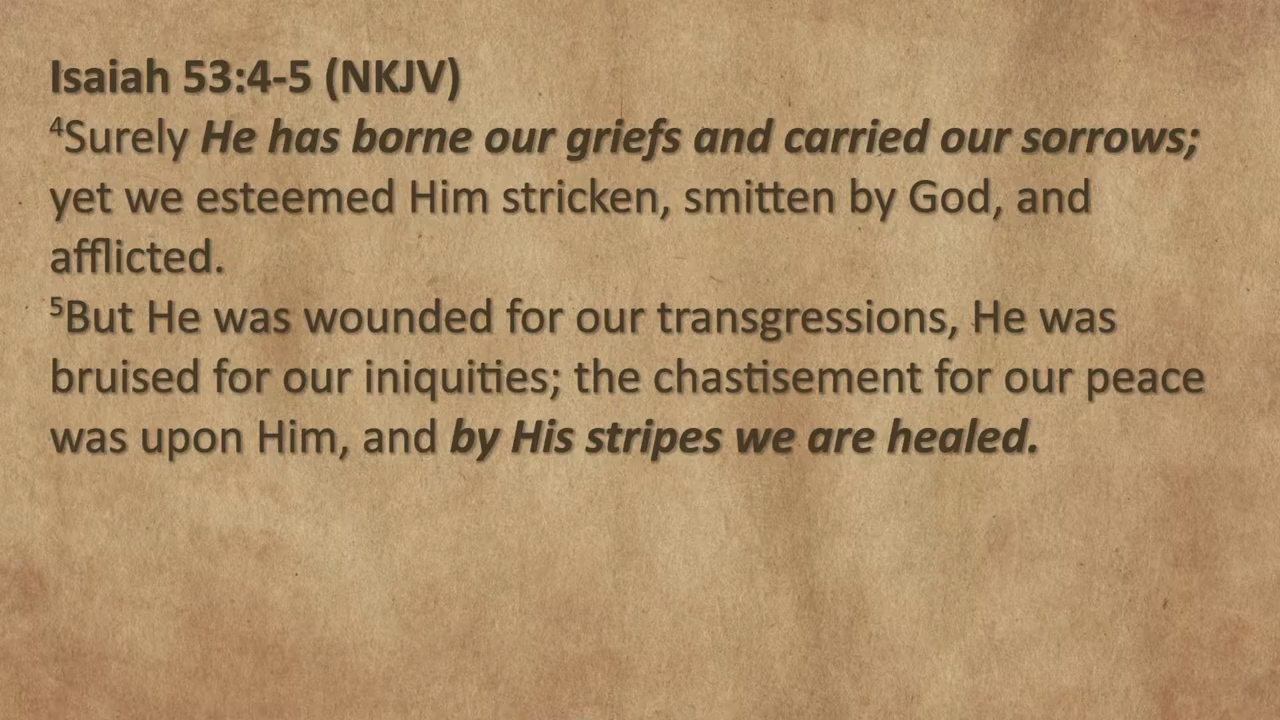 Isaiah 53:4-5 (NKJV)
⁴Surely He has borne our griefs and carried our sorrows;
yet we esteemed Him stricken, smitten by God, and
afflicted.
⁵But He was wounded for our transgressions, He was
bruised for our iniquities; the chastisement for our peace
was upon Him, and by His stripes we are healed.